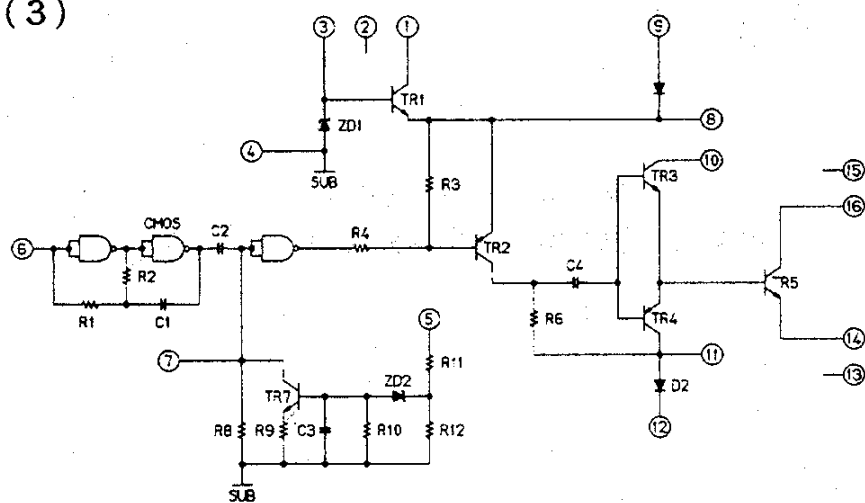 (3)
3 2 1 9
TR1
ZD1
8
4
SUB
R3
TR3
10
15
16
CMOS
C2
6
R4
TR2
C4
R2
R5
R1
C1
R6
TR4
5
14
7
R11
11
13
TR7
ZD2
D2
R8
R9
C3
R10
R12
12
SUB